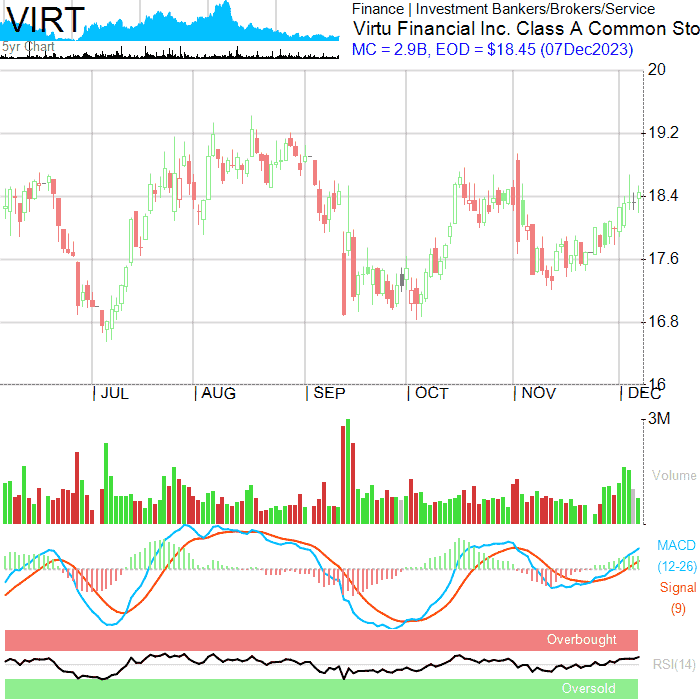 VIRT
5yr Chart
Finance | Investment Bankers/Brokers/Service
Virtu Financial Inc. Class A Common Sto
MC = 2.9B, EOD = $18.45 (07Dec2023)
20
19.2
18.4
17.6
16.8
16
| JUL | AUG | SEP | OCT | NOV | DEC
3M
Volume
MACD
(12-26)
Signal
(9)
Overbought
RSI(14)
Oversold